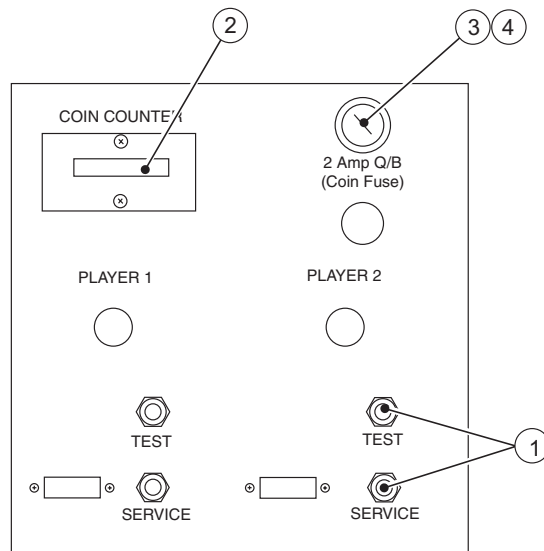 2
3 4
COIN COUNTER
2 Amp Q/B
(Coin Fuse)
PLAYER 1
PLAYER 2
TEST
TEST
1
SERVICE
SERVICE